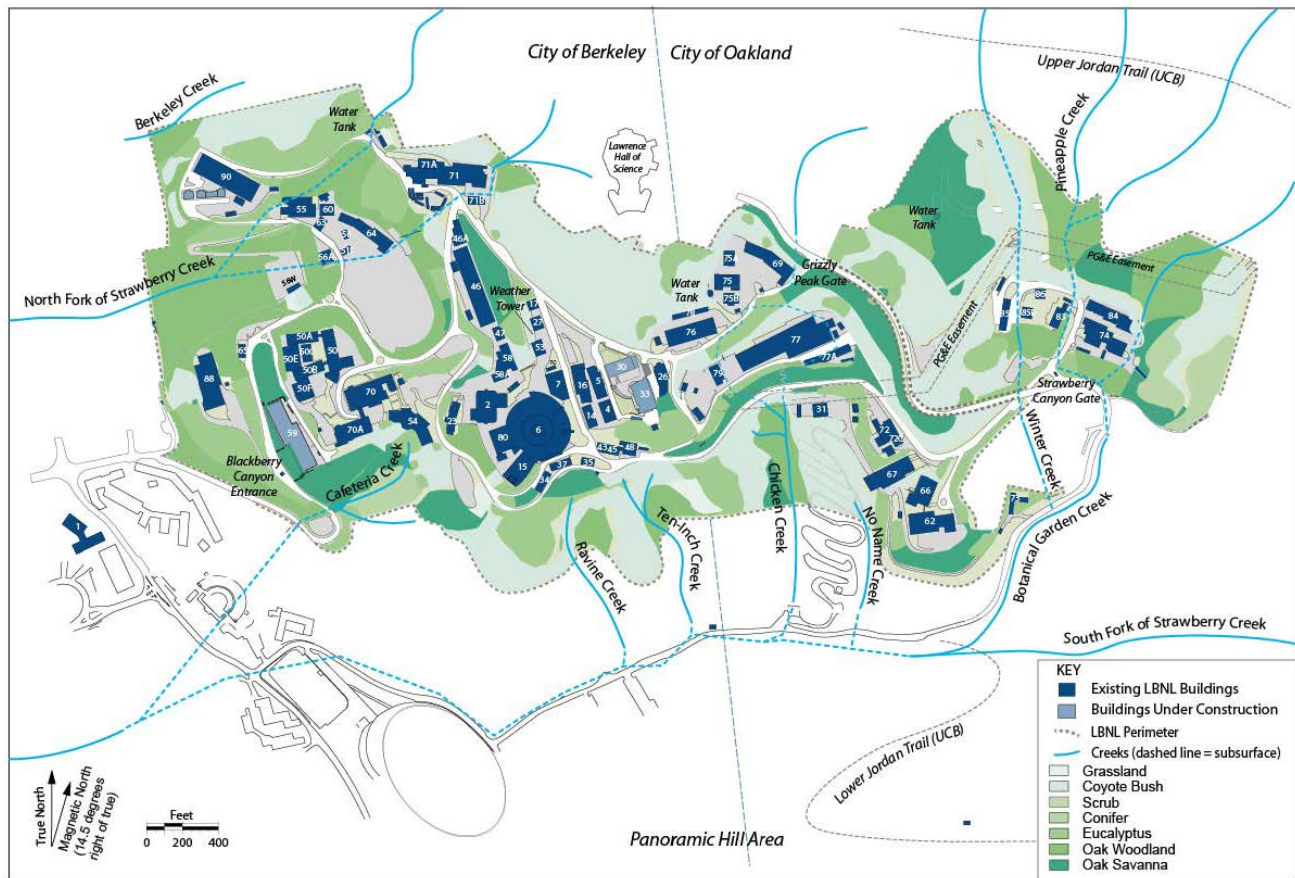 City of Berkeley
City of Oakland
Upper Jordan Trail (UCB)
Berkeley Creek
Water
Tank
Lawrence
Hall of
Science
Pineapple Creek
71A
71
71B
90
55
60
63
64
56A
Water
Tank
PG&E Easement
North Fork of Strawberry Creek
46A
46
Weather
Tower
75A
75
75B
69
Grizzly
Peak Gate
Water
Tank
78
76
77
77A
79
PG&E Easement
86
85
85B
83
84
74
Strawberry
Canyon Gate
17
27
53
47
58
58A
65
50A
50
50C
50E
50B
50F
88
70
70A
54
59
2
23
7
16
5
30
33
26
14
4
80
6
15
37
35
34
43
45
48
31
72
72C
67
66
62
73
Blackberry
Canyon
Entrance
Cafeteria Creek
Chicken Creek
Winter Creek
1
Ravine Creek
Ten-Inch Creek
No Name Creek
Botanical Garden Creek
South Fork of Strawberry Creek
Lower Jordan Trail (UCB)
Panoramic Hill Area
True North
Magnetic North
(14.5 degrees
right of true)
Feet
0 200 400
KEY
Existing LBNL Buildings
Buildings Under Construction
LBNL Perimeter
Creeks (dashed line = subsurface)
Grassland
Coyote Bush
Scrub
Conifer
Eucalyptus
Oak Woodland
Oak Savanna